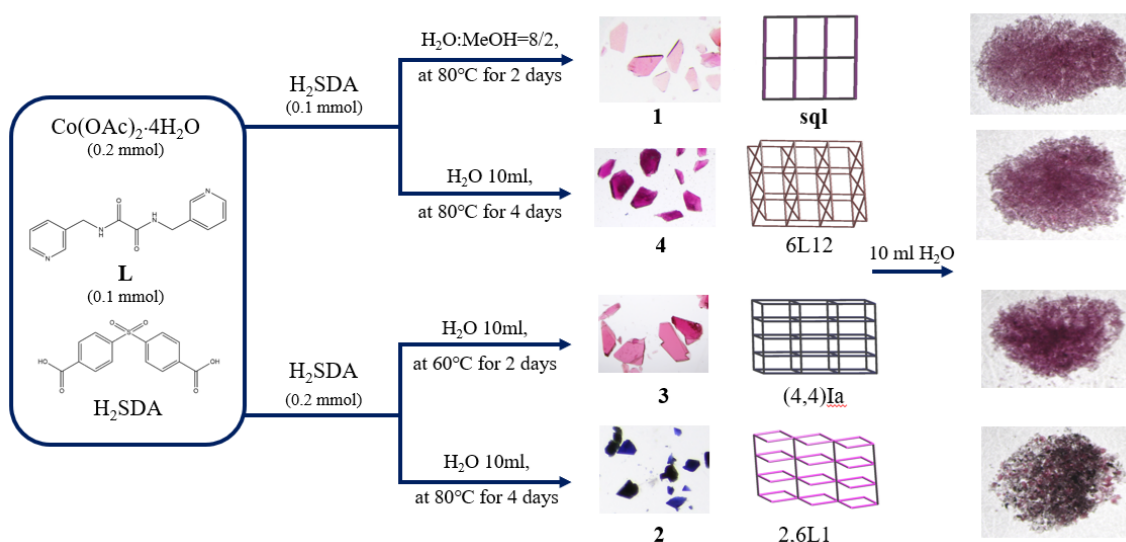 Co(OAc)₂·4H₂O
(0.2 mmol)
N
N
H
O
O
H
N
N
L
(0.1 mmol)
O
O
S
HO
O
OH
O
H₂SDA
H₂SDA
(0.1 mmol)
H₂SDA
(0.2 mmol)
H₂O:MeOH=8/2,
at 80℃ for 2 days
1
sql
H₂O 10ml,
at 80℃ for 4 days
4
6L12
10 ml H₂O
H₂O 10ml,
at 60℃ for 2 days
3
(4,4)Ia
H₂O 10ml,
at 80℃ for 4 days
2
2,6L1